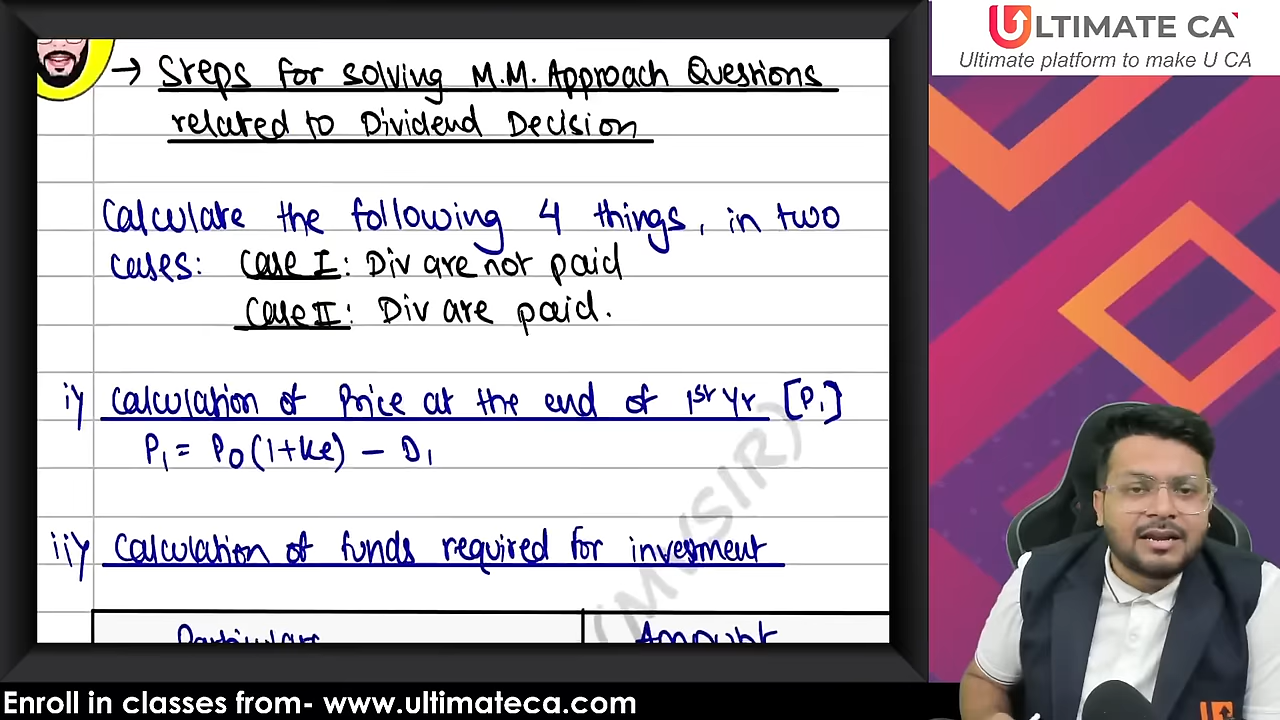 ULTIMATE CA
Ultimate platform to make U CA
→ Steps for solving M.M. Approach Questions
related to Dividend Decision
Calculate the following 4 things, in two
cases: Case I: Div are not paid
Case II: Div are paid.
i) Calculation of Price at the end of 1st Yr [P₁]
P₁ = P₀(1+ke) – D₁
ii) Calculation of funds required for investment
Particulars Amount
(MVSIR)
Enroll in classes from- www.ultimateca.com